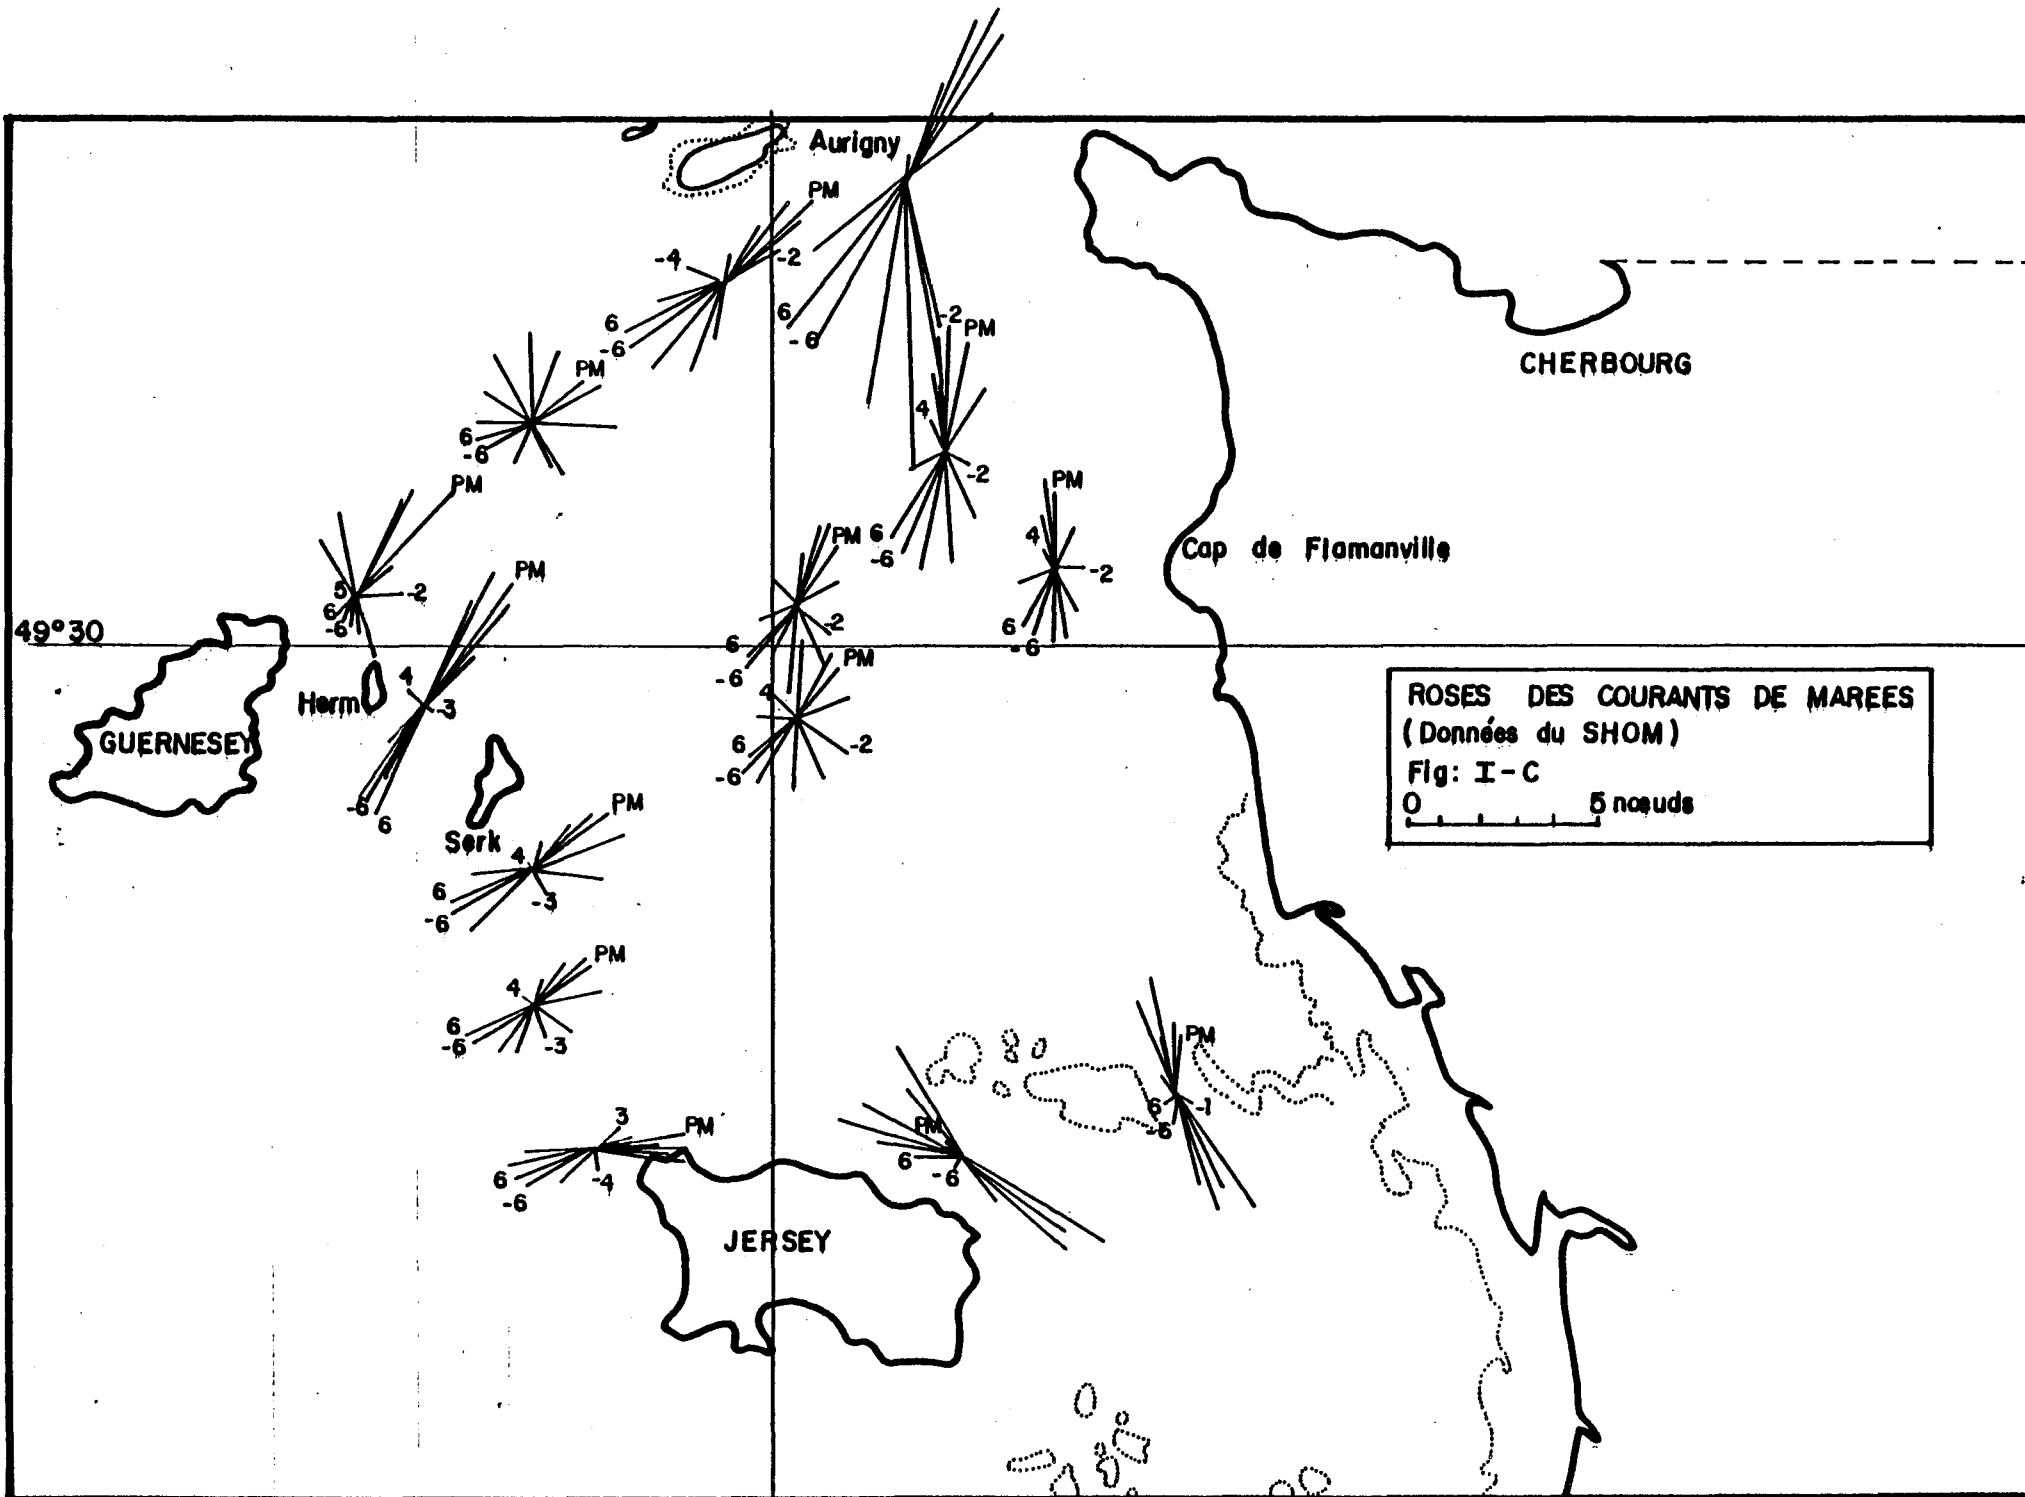 Aurigny
PM
-4
-2
6
-6
6
-6
-2
PM
CHERBOURG
PM
6
-6
4
-2
6
-6
PM
5
-2
6
-6
PM
4
-2
6
-6
Cap de Flamanville
PM
-2
6
-6
49°30
PM
4
-3
-6
6
Herm
GUERNESEY
PM
4
-2
6
-6
ROSES DES COURANTS DE MAREES
(Données du SHOM)
Fig: I-C
0 5 nœuds
Serk
PM
4
6
-6
-3
PM
4
6
-6
-3
PM
6
-6
-1
3
PM
6
-6
-4
PM
6
-6
JERSEY